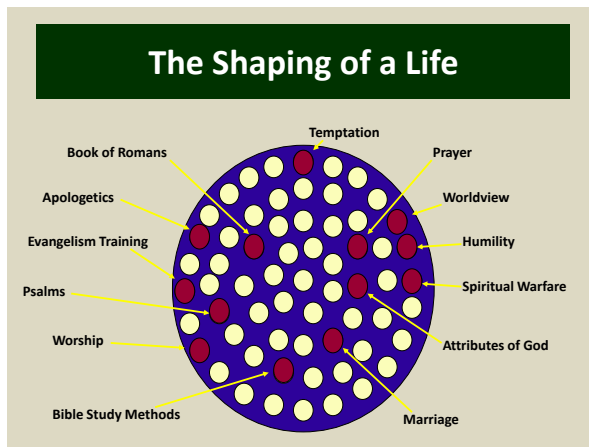 The Shaping of a Life
Temptation
Book of Romans
Prayer
Apologetics
Worldview
Evangelism Training
Humility
Psalms
Spiritual Warfare
Worship
Attributes of God
Bible Study Methods
Marriage